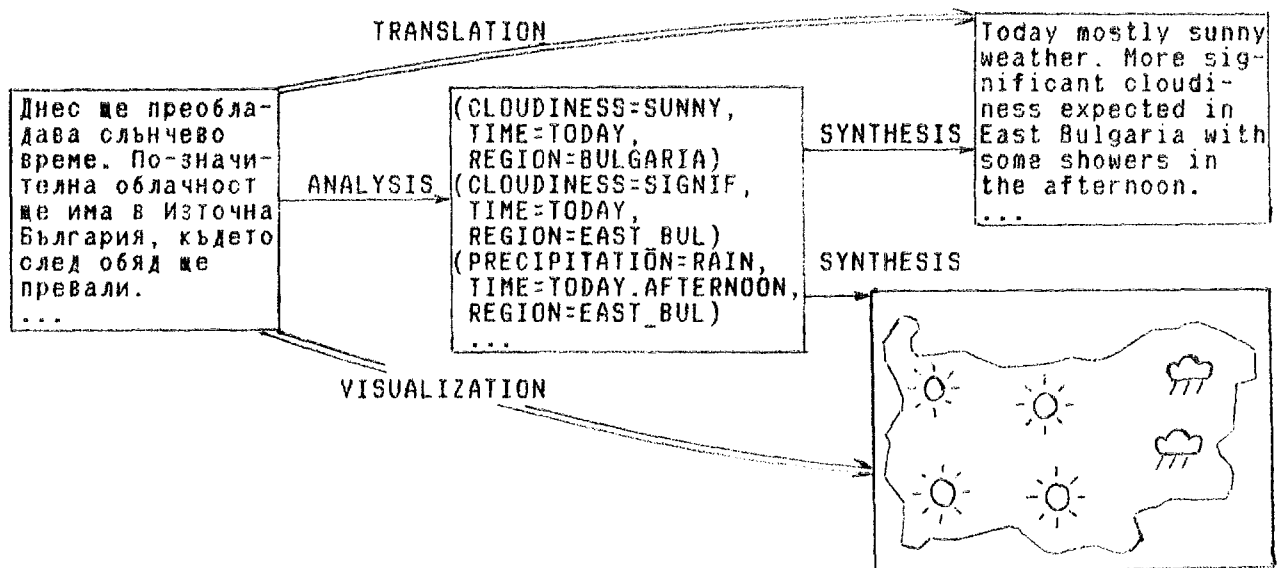 TRANSLATION
Днес ще преобла-
дава слънчево
време. По-значи-
телна облачност
ще има в Източна
България, където
след обяд ще
превали.
...
ANALYSIS
(CLOUDINESS=SUNNY,
TIME=TODAY,
REGION=BULGARIA)
(CLOUDINESS=SIGNIF,
TIME=TODAY,
REGION=EAST_BUL)
(PRECIPITATION=RAIN,
TIME=TODAY.AFTERNOON,
REGION=EAST_BUL)
...
SYNTHESIS
Today mostly sunny
weather. More sig-
nificant cloudi-
ness expected in
East Bulgaria with
some showers in
the afternoon.
...
SYNTHESIS
VISUALIZATION